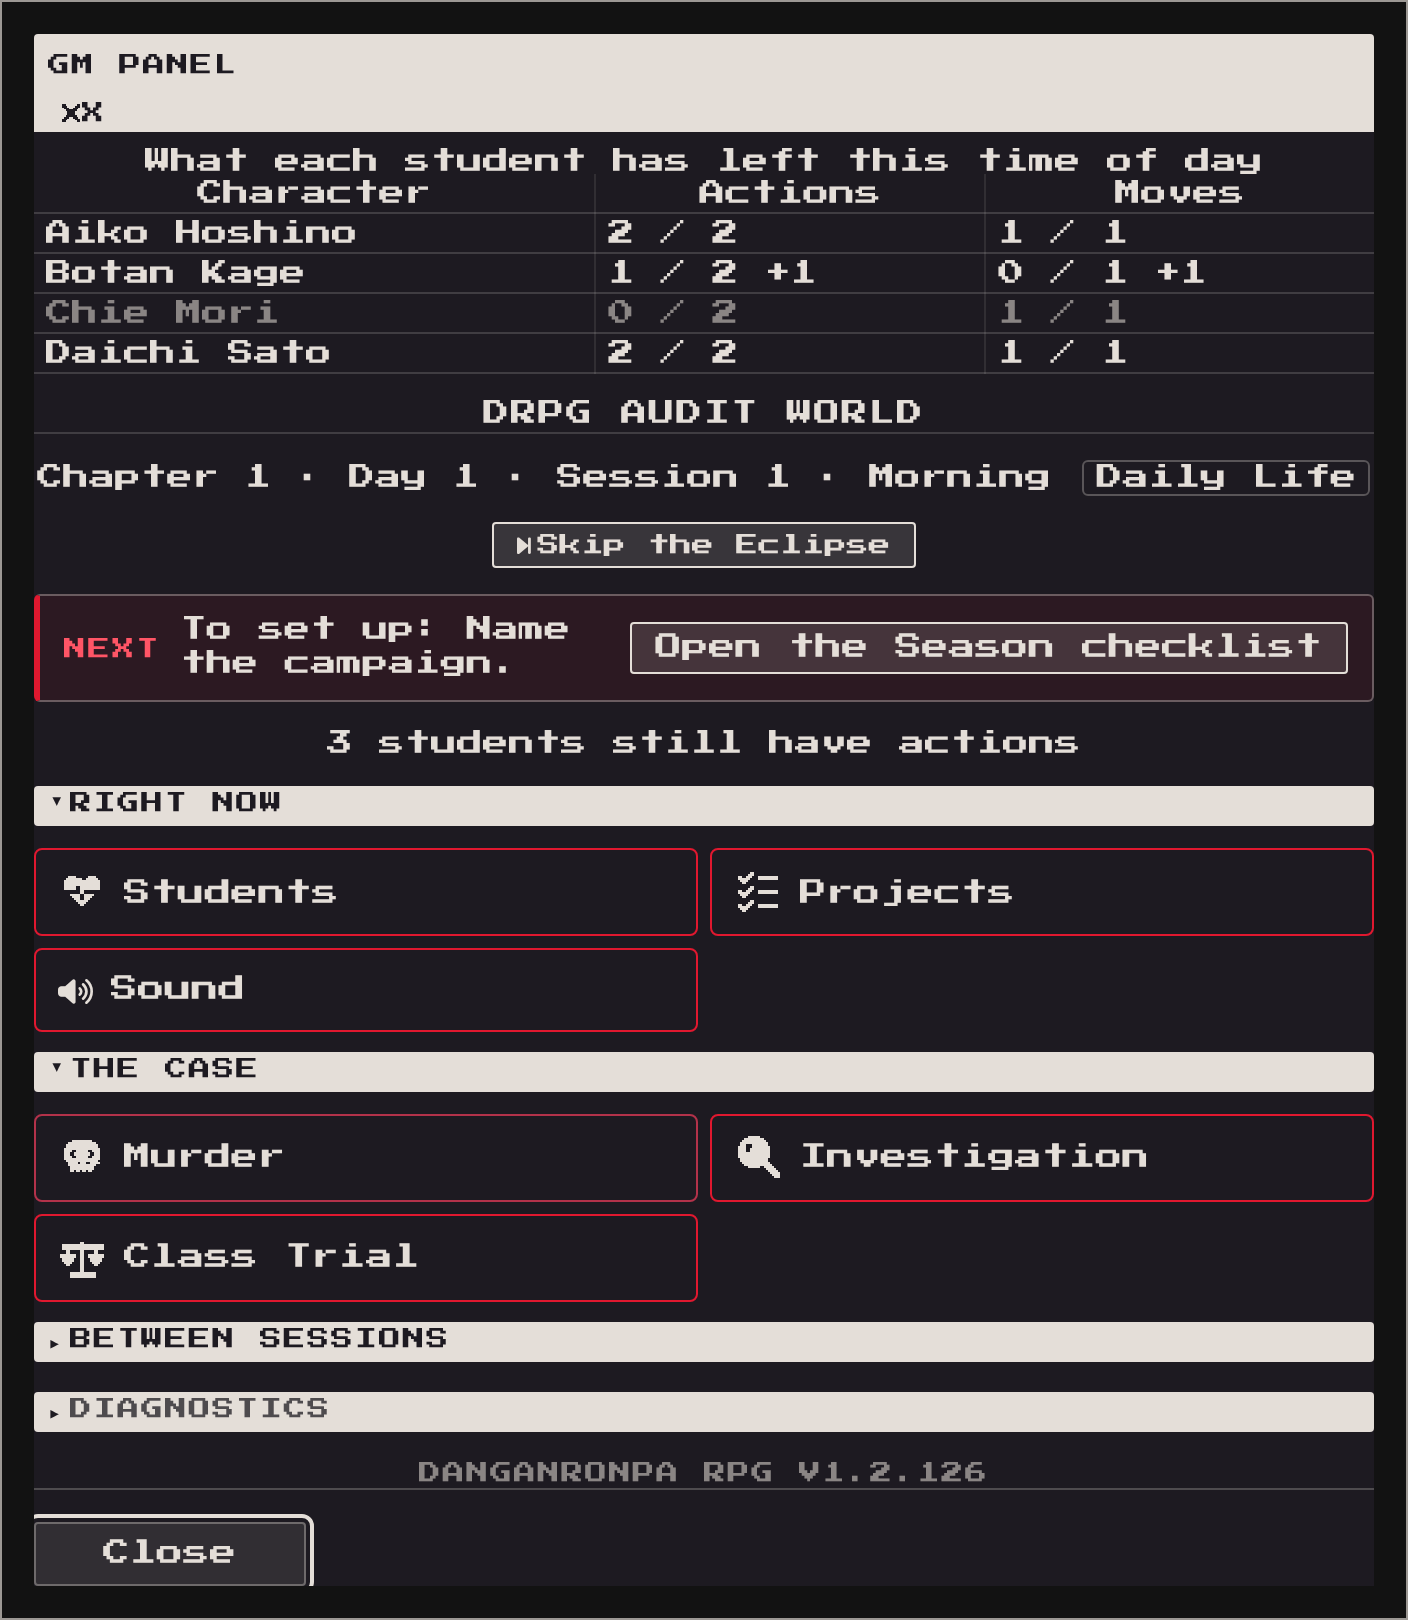 GM PANEL
xX
What each student has left this time of day
Character Actions Moves
Aiko Hoshino 2 / 2 1 / 1
Botan Kage 1 / 2 +1 0 / 1 +1
Chie Mori 0 / 2 1 / 1
Daichi Sato 2 / 2 1 / 1
DRPG AUDIT WORLD
Chapter 1 · Day 1 · Session 1 · Morning Daily Life
Skip the Eclipse
NEXT
To set up: Name
the campaign.
Open the Season checklist
3 students still have actions
RIGHT NOW
Students
Projects
Sound
THE CASE
Murder
Investigation
Class Trial
BETWEEN SESSIONS
DIAGNOSTICS
DANGANRONPA RPG V1.2.126
Close